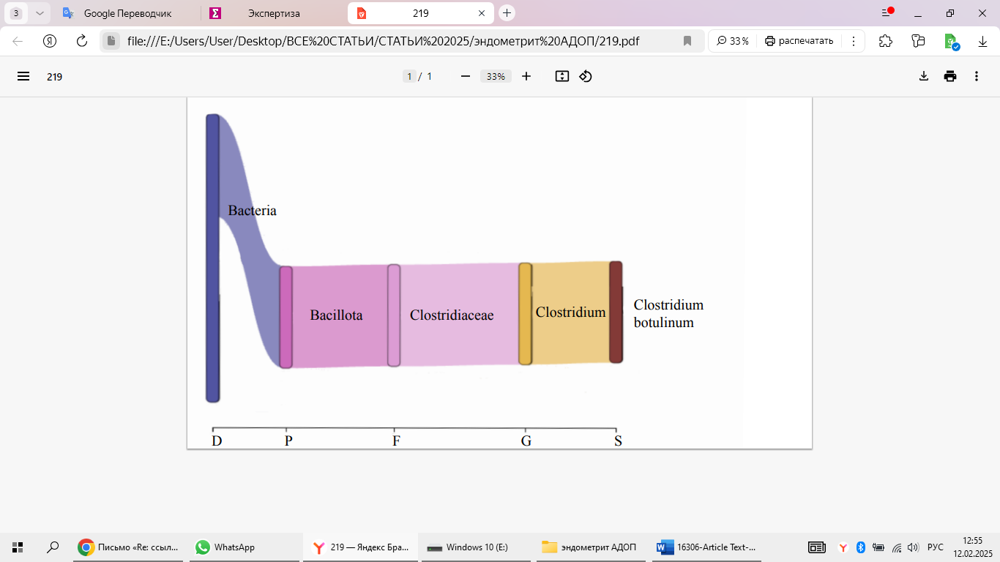 3
Google Переводчик
Экспертиза
219
file:///E:/Users/User/Desktop/ВСЕ%20СТАТЬИ/СТАТЬИ%202025/эндометрит%20АДОП/219.pdf
33 %
распечатать
219
1 / 1
33%
Bacteria
Bacillota
Clostridiaceae
Clostridium
Clostridium
botulinum
D P F G S
Письмо «Re: ссыл...
WhatsApp
219 — Яндекс Бра...
Windows 10 (E:)
эндометрит АДОП
16306-Article Text-...
РУС
12:55
12.02.2025